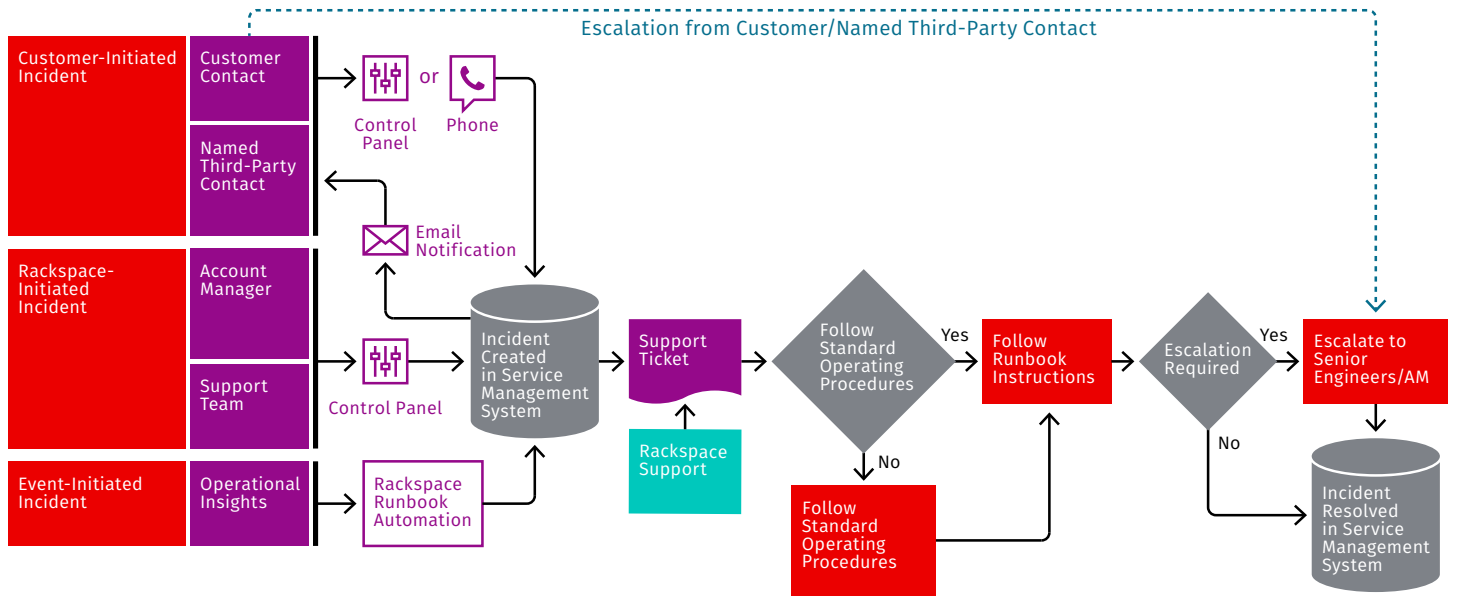 Escalation from Customer/Named Third-Party Contact
Customer-Initiated
Incident
Customer
Contact
or
Control
Panel
Phone
Named
Third-Party
Contact
Email
Notification
Rackspace-
Initiated
Incident
Account
Manager
Support
Team
Control Panel
Event-Initiated
Incident
Operational
Insights
Rackspace
Runbook
Automation
Incident
Created
in Service
Management
System
Support
Ticket
Rackspace
Support
Follow
Standard
Operating
Procedures
Yes
No
Follow
Standard
Operating
Procedures
Follow
Runbook
Instructions
Escalation
Required
Yes
No
Escalate to
Senior
Engineers/AM
Incident
Resolved
in Service
Management
System